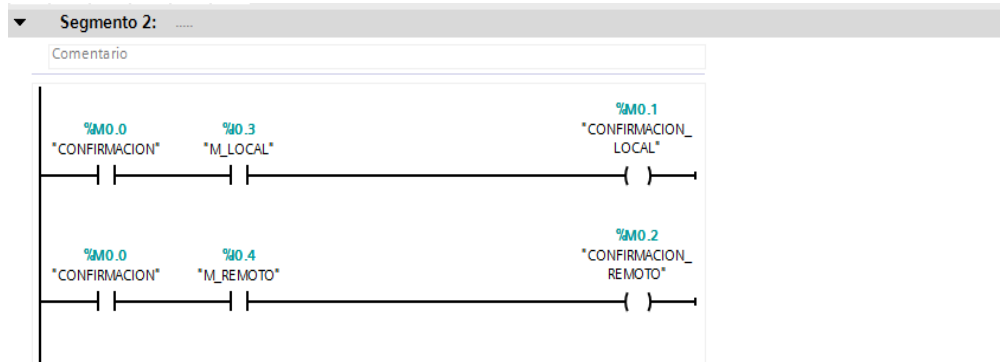 Segmento 2: .....
Comentario
%M0.1
%M0.0 %I0.3 "CONFIRMACION_
"CONFIRMACION" "M_LOCAL" LOCAL"
%M0.2
%M0.0 %I0.4 "CONFIRMACION_
"CONFIRMACION" "M_REMOTO" REMOTO"